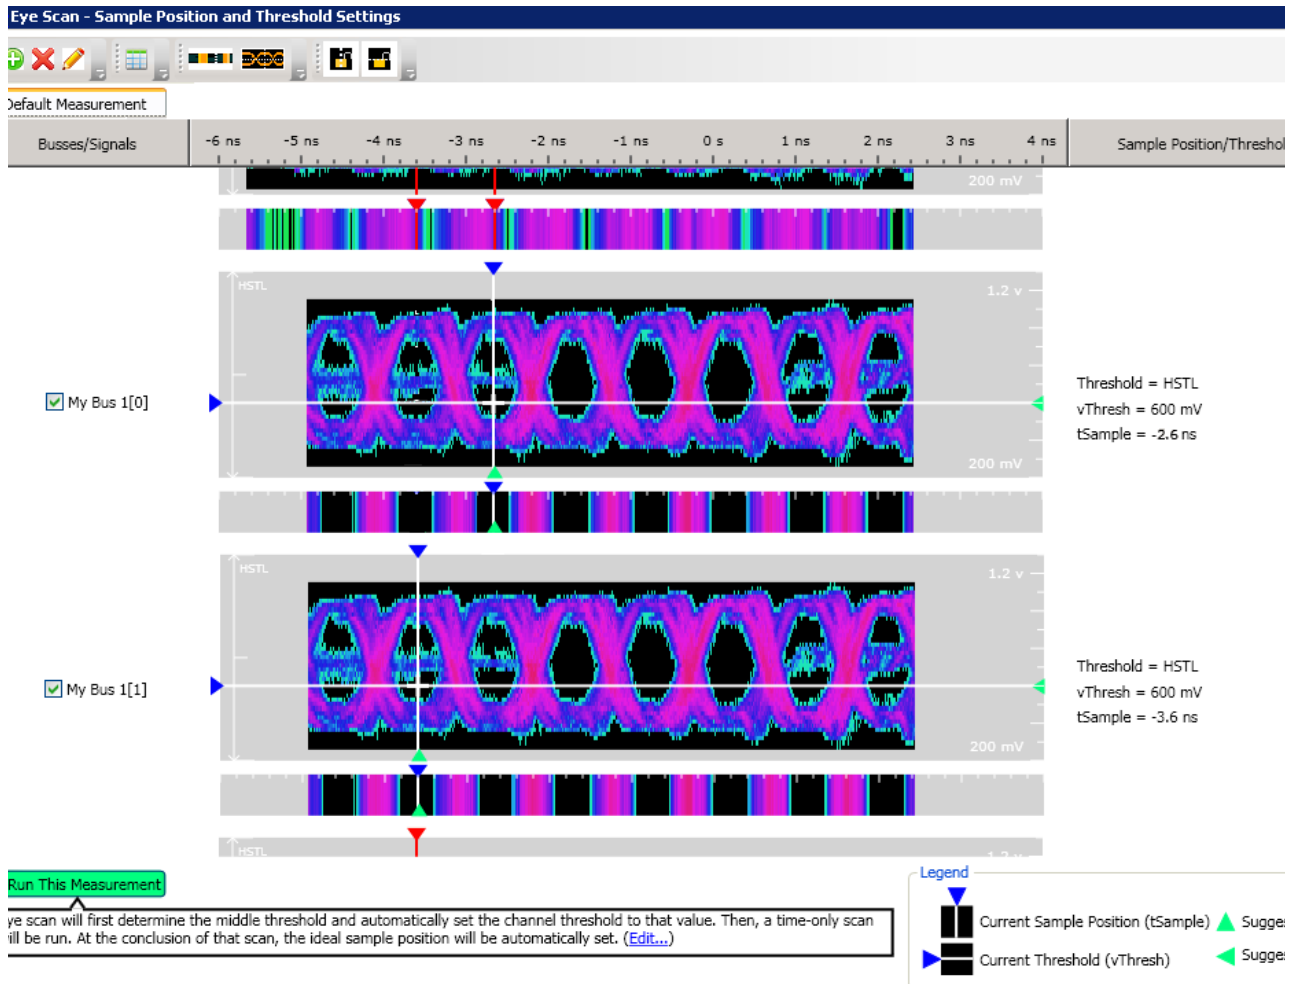 Eye Scan - Sample Position and Threshold Settings
Default Measurement
Busses/Signals
-6 ns -5 ns -4 ns -3 ns -2 ns -1 ns 0 s 1 ns 2 ns 3 ns 4 ns
Sample Position/Threshol
200 mV
HSTL
1.2 v
My Bus 1[0]
Threshold = HSTL
vThresh = 600 mV
tSample = -2.6 ns
200 mV
HSTL
1.2 v
My Bus 1[1]
Threshold = HSTL
vThresh = 600 mV
tSample = -3.6 ns
200 mV
HSTL
1.2 v
Run This Measurement
ye scan will first determine the middle threshold and automatically set the channel threshold to that value. Then, a time-only scan
ill be run. At the conclusion of that scan, the ideal sample position will be automatically set. (Edit...)
Legend
Current Sample Position (tSample) Sugge
Current Threshold (vThresh) Sugge